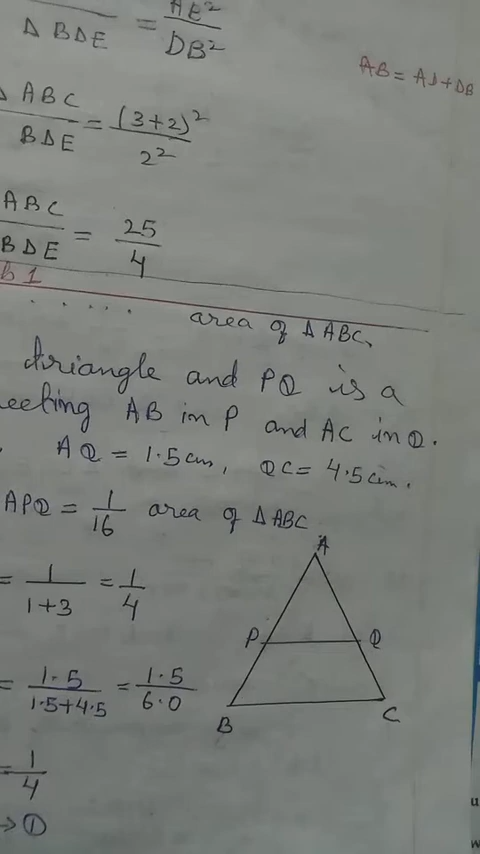 Δ BDE = AB²/DB²
AB = AD + DB
Δ ABC/BDE = (3+2)²/2²
ABC/BDE = 25/4
area of Δ ABC,
triangle and PQ is a
eeting AB in P and AC in Q.
AQ = 1.5 cm, QC = 4.5 cm.
APQ = 1/16 area of Δ ABC
= 1/1+3 = 1/4
= 1.5/1.5+4.5 = 1.5/6.0
= 1/4
→ ①
A
P Q
B C
u
w